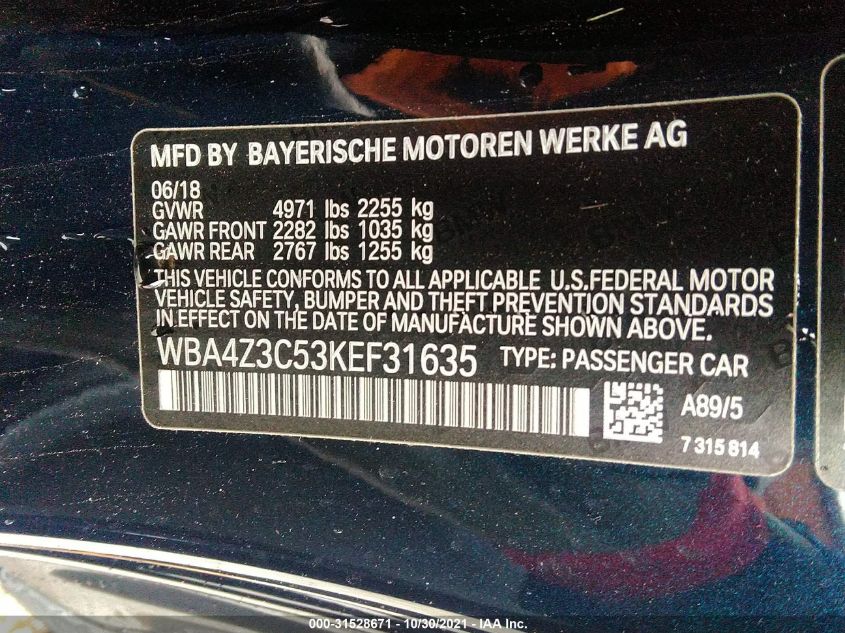 MFD BY BAYERISCHE MOTOREN WERKE AG
06/18
GVWR 4971 lbs 2255 kg
GAWR FRONT 2282 lbs 1035 kg
GAWR REAR 2767 lbs 1255 kg
THIS VEHICLE CONFORMS TO ALL APPLICABLE U.S.FEDERAL MOTOR
VEHICLE SAFETY, BUMPER AND THEFT PREVENTION STANDARDS
IN EFFECT ON THE DATE OF MANUFACTURE SHOWN ABOVE.
WBA4Z3C53KEF31635 TYPE: PASSENGER CAR
A89/5
7 315 814
000-31528671 - 10/30/2021 - IAA Inc.